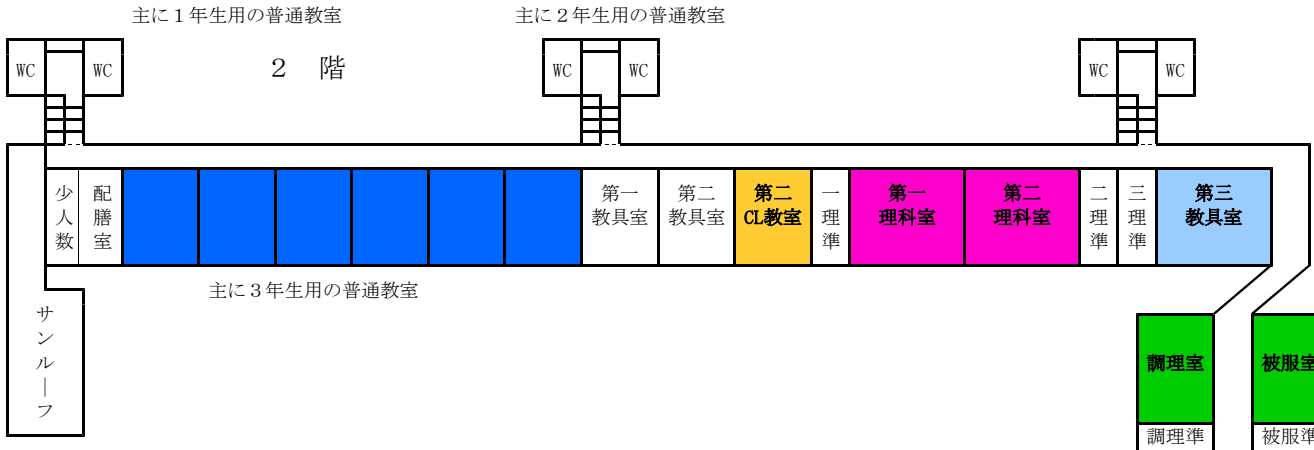 主に１年生用の普通教室
主に２年生用の普通教室
WC
WC
２　階
WC
WC
WC
WC
少人数
配膳室
第一
教具室
第二
教具室
第二
CL教室
一理準
第一
理科室
第二
理科室
二理準
三理準
第三
教具室
主に３年生用の普通教室
サンルーフ
調理室
被服室
調理準
被服準